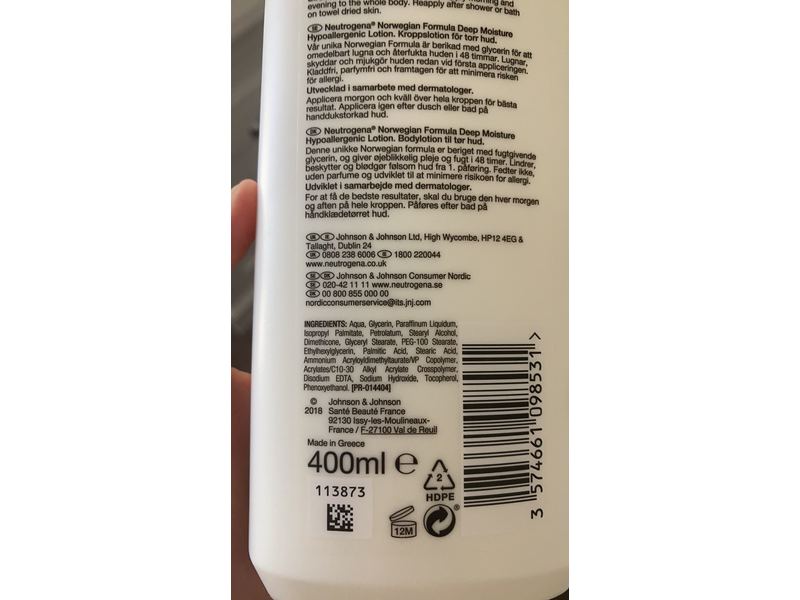 evening to the whole body. Reapply after shower or bath
on towel dried skin.
SE Neutrogena® Norwegian Formula Deep Moisture
Hypoallergenic Lotion. Kroppslotion för torr hud.
Vår unika Norwegian Formula är berikad med glycerin för att
omedelbart lugna och återfukta huden i 48 timmar. Lugnar,
skyddar och mjukgör huden redan vid första appliceringen.
Kladdfri, parfymfri och framtagen för att minimera risken
för allergi.
Utvecklad i samarbete med dermatologer.
Applicera morgon och kväll över hela kroppen för bästa
resultat. Applicera igen efter dusch eller bad på
handduktorkad hud.
DK Neutrogena® Norwegian Formula Deep Moisture
Hypoallergenic Lotion. Bodylotion til tør hud.
Denne unikke Norwegian formula er beriget med fugtgivende
glycerin, og giver øjeblikkelig pleje og fugt i 48 timer. Lindrer,
beskytter og blødgør følsom hud fra 1. påføring. Fedter ikke,
uden parfume og udviklet til at minimere risikoen for allergi.
Udviklet i samarbejde med dermatologer.
For at få de bedste resultater, skal du bruge den hver morgen
og aften på hele kroppen. Påføres efter bad på
håndklædetørret hud.
Johnson & Johnson Ltd, High Wycombe, HP12 4EG &
Tallaght, Dublin 24
0808 238 6006 IE 1800 220044
www.neutrogena.co.uk
SE DK Johnson & Johnson Consumer Nordic
SE 020-42 11 11 www.neutrogena.se
DK 00 800 855 000 00
nordicconsumerservice@its.jnj.com
INGREDIENTS: Aqua, Glycerin, Paraffinum Liquidum,
Isopropyl Palmitate, Petrolatum, Stearyl Alcohol,
Dimethicone, Glyceryl Stearate, PEG-100 Stearate,
Ethylhexylglycerin, Palmitic Acid, Stearic Acid,
Ammonium Acryloyldimethyltaurate/VP Copolymer,
Acrylates/C10-30 Alkyl Acrylate Crosspolymer,
Disodium EDTA, Sodium Hydroxide, Tocopherol,
Phenoxyethanol. [PR-014404]
© Johnson & Johnson
2018 Santé Beauté France
92130 Issy-les-Moulineaux-
France / F-27100 Val de Reuil
Made in Greece
400ml ℮
113873
2
HDPE
12M
®
3 574661 098531 >